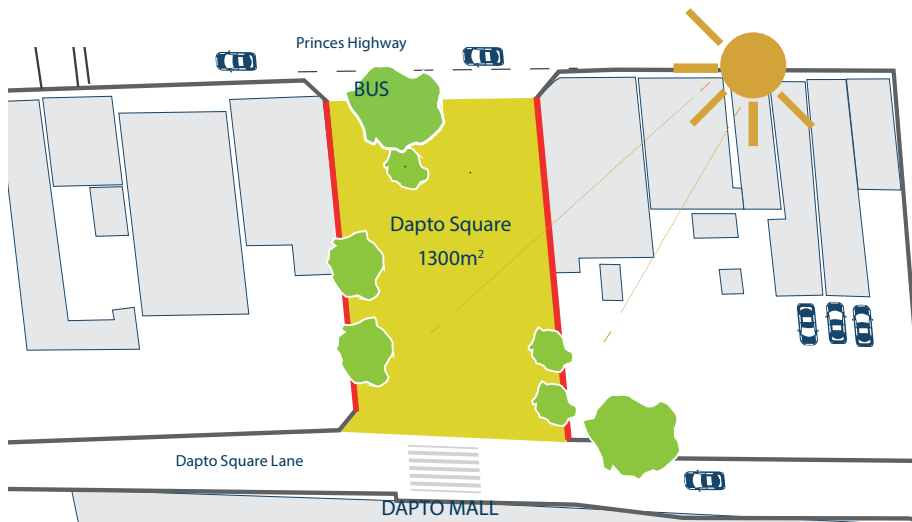 Princes Highway
BUS
Dapto Square
1300m²
Dapto Square Lane
DAPTO MALL